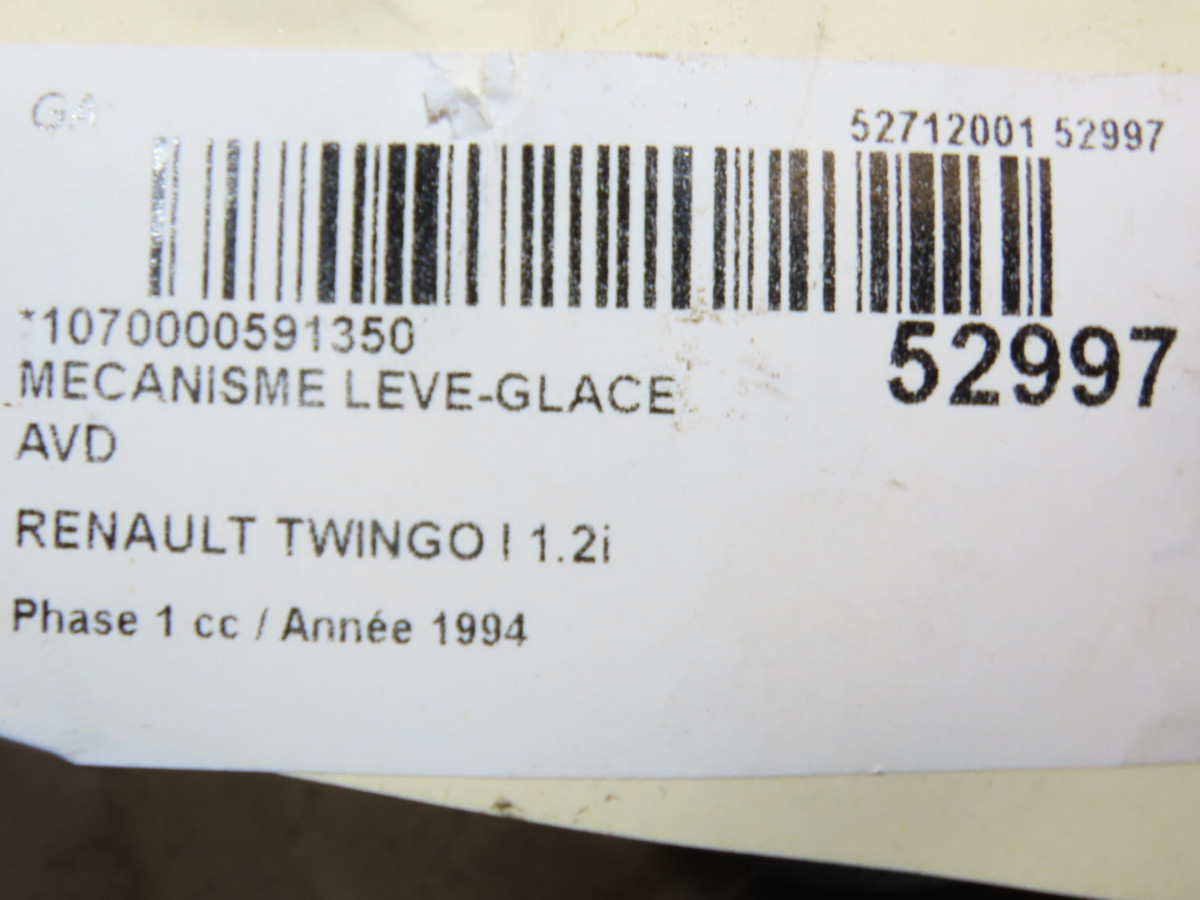 GA
52712001 52997
*1070000591350
52997
MECANISME LEVE-GLACE
AVD
RENAULT TWINGO I 1.2i
Phase 1 cc / Année 1994